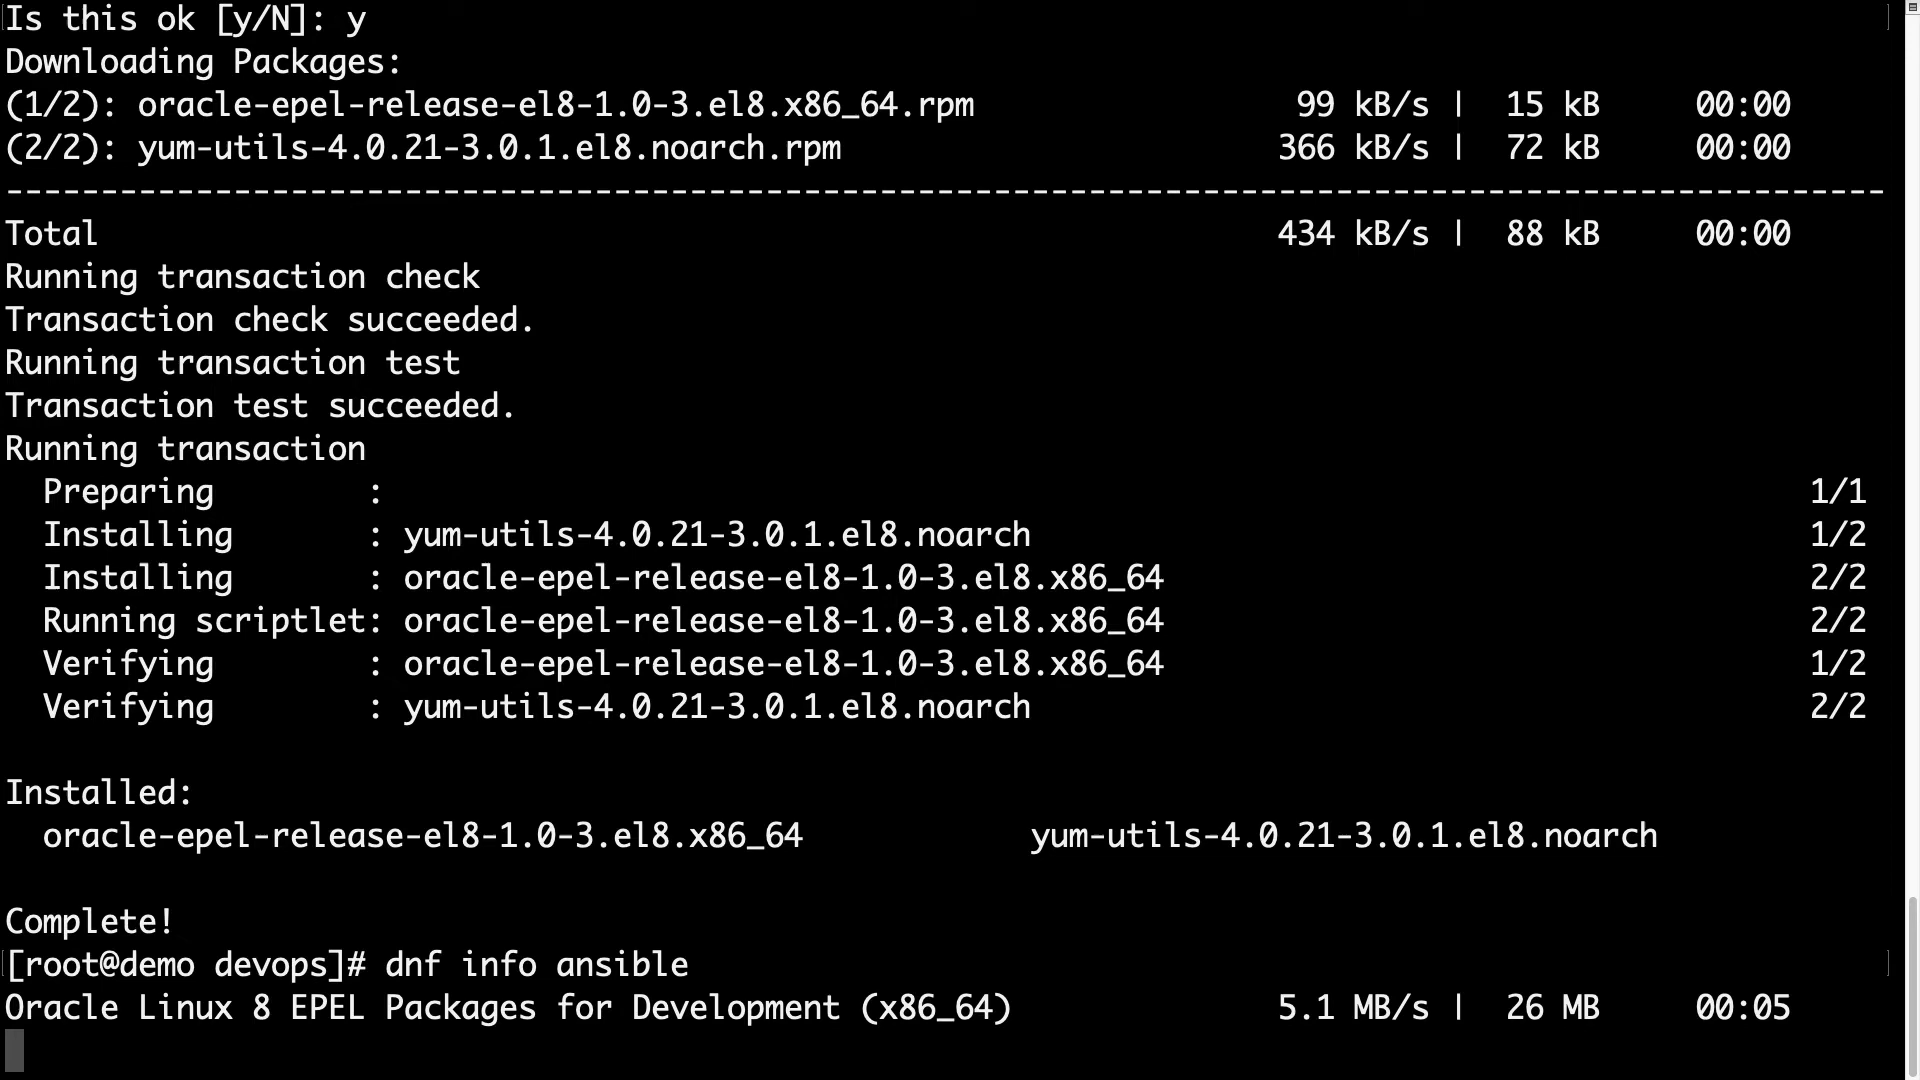 Is this ok [y/N]: y
Downloading Packages:
(1/2): oracle-epel-release-el8-1.0-3.el8.x86_64.rpm 99 kB/s | 15 kB 00:00
(2/2): yum-utils-4.0.21-3.0.1.el8.noarch.rpm 366 kB/s | 72 kB 00:00
---------------------------------------------------------------------------------------------------
Total 434 kB/s | 88 kB 00:00
Running transaction check
Transaction check succeeded.
Running transaction test
Transaction test succeeded.
Running transaction
  Preparing        : 1/1
  Installing       : yum-utils-4.0.21-3.0.1.el8.noarch 1/2
  Installing       : oracle-epel-release-el8-1.0-3.el8.x86_64 2/2
  Running scriptlet: oracle-epel-release-el8-1.0-3.el8.x86_64 2/2
  Verifying        : oracle-epel-release-el8-1.0-3.el8.x86_64 1/2
  Verifying        : yum-utils-4.0.21-3.0.1.el8.noarch 2/2
Installed:
  oracle-epel-release-el8-1.0-3.el8.x86_64 yum-utils-4.0.21-3.0.1.el8.noarch
Complete!
[root@demo devops]# dnf info ansible
Oracle Linux 8 EPEL Packages for Development (x86_64) 5.1 MB/s | 26 MB 00:05